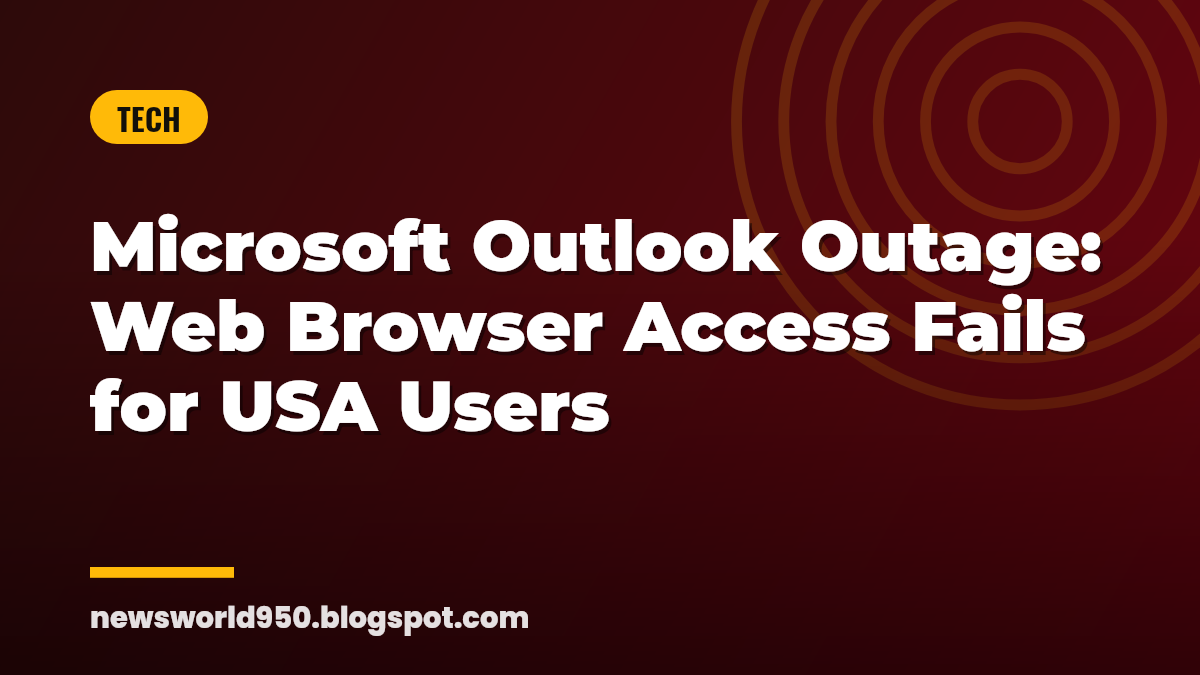 TECH
Microsoft Outlook Outage:
Web Browser Access Fails
for USA Users
newsworld950.blogspot.com